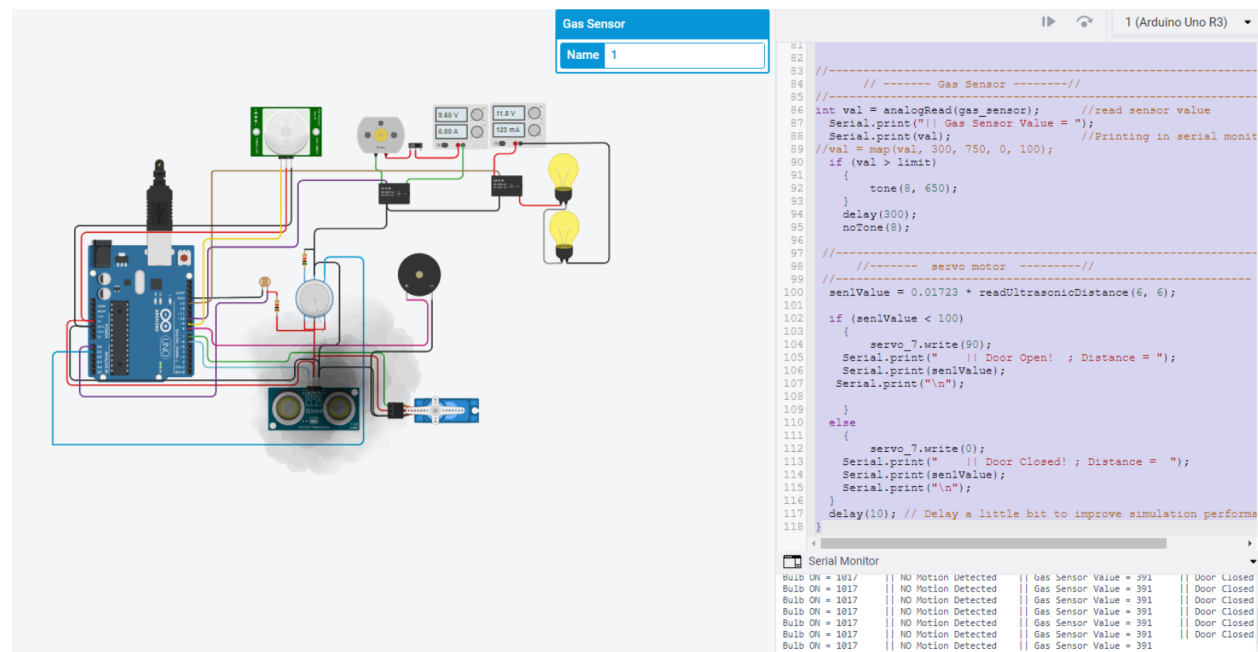 Gas Sensor
Name 1
1 (Arduino Uno R3)
9.60 V
0.00 A
11.8 V
123 mA
UNO
81
82
83 //----------------------------------------------------------------
84 // ------- Gas Sensor --------//
85 //----------------------------------------------------------------
86 int val = analogRead(gas_sensor); //read sensor value
87 Serial.print("|| Gas Sensor Value = ");
88 Serial.print(val); //Printing in serial monit
89 //val = map(val, 300, 750, 0, 100);
90 if (val > limit)
91 {
92 tone(8, 650);
93 }
94 delay(300);
95 noTone(8);
96
97 //----------------------------------------------------------------
98 //------- servo motor ---------//
99 //----------------------------------------------------------------
100 sen1Value = 0.01723 * readUltrasonicDistance(6, 6);
101
102 if (sen1Value < 100)
103 {
104 servo_7.write(90);
105 Serial.print(" || Door Open! ; Distance = ");
106 Serial.print(sen1Value);
107 Serial.print("\n");
108
109 }
110 else
111 {
112 servo_7.write(0);
113 Serial.print(" || Door Closed! ; Distance = ");
114 Serial.print(sen1Value);
115 Serial.print("\n");
116 }
117 delay(10); // Delay a little bit to improve simulation performa
118 }
Serial Monitor
Bulb ON = 1017 || NO Motion Detected || Gas Sensor Value = 391 || Door Closed
Bulb ON = 1017 || NO Motion Detected || Gas Sensor Value = 391 || Door Closed
Bulb ON = 1017 || NO Motion Detected || Gas Sensor Value = 391 || Door Closed
Bulb ON = 1017 || NO Motion Detected || Gas Sensor Value = 391 || Door Closed
Bulb ON = 1017 || NO Motion Detected || Gas Sensor Value = 391 || Door Closed
Bulb ON = 1017 || NO Motion Detected || Gas Sensor Value = 391 || Door Closed
Bulb ON = 1017 || NO Motion Detected || Gas Sensor Value = 391